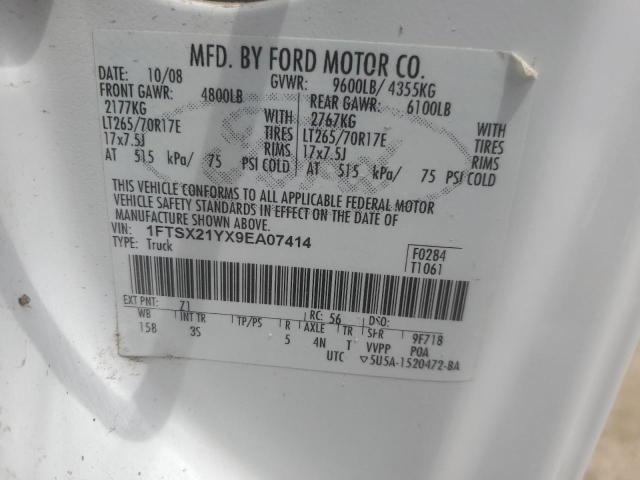 MFD. BY FORD MOTOR CO.
DATE: 10/08 GVWR: 9600LB/ 4355KG
FRONT GAWR: 4800LB REAR GAWR: 6100LB
2177KG WITH 2767KG WITH
LT265/70R17E TIRES LT265/70R17E TIRES
17x7.5J RIMS 17x7.5J RIMS
AT 515 kPa/ 75 PSI COLD AT 515 kPa/ 75 PSI COLD
THIS VEHICLE CONFORMS TO ALL APPLICABLE FEDERAL MOTOR
VEHICLE SAFETY STANDARDS IN EFFECT ON THE DATE OF
MANUFACTURE SHOWN ABOVE.
VIN: 1FTSX21YX9EA07414
TYPE: Truck
F0284
T1061
EXT PNT: Z1 RC: 56 DSO:
WB INT TR TP/PS R AXLE TR SPR 9F718
158 3S 5 4N T VVPP POA
UTC ▽5U5A-1520472-BA